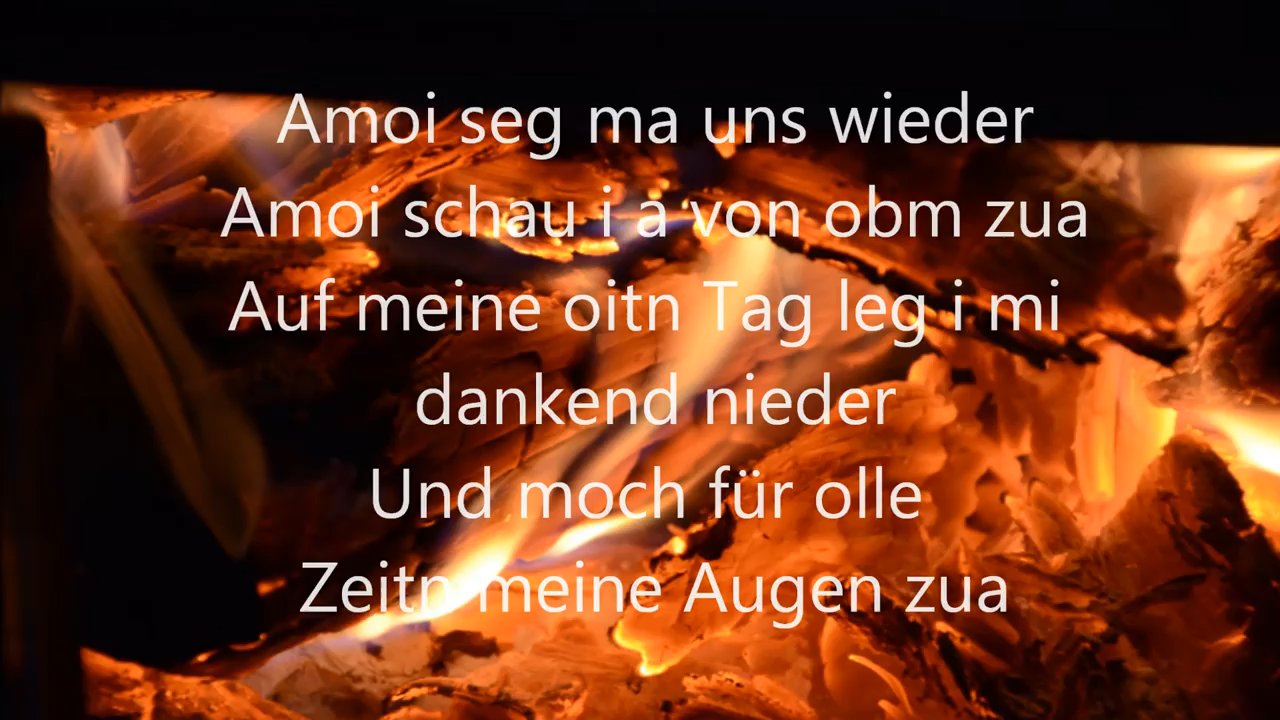 Amoi seg ma uns wieder
Amoi schau i a von obm zua
Auf meine oitn Tag leg i mi
dankend nieder
Und moch für olle
Zeitn meine Augen zua